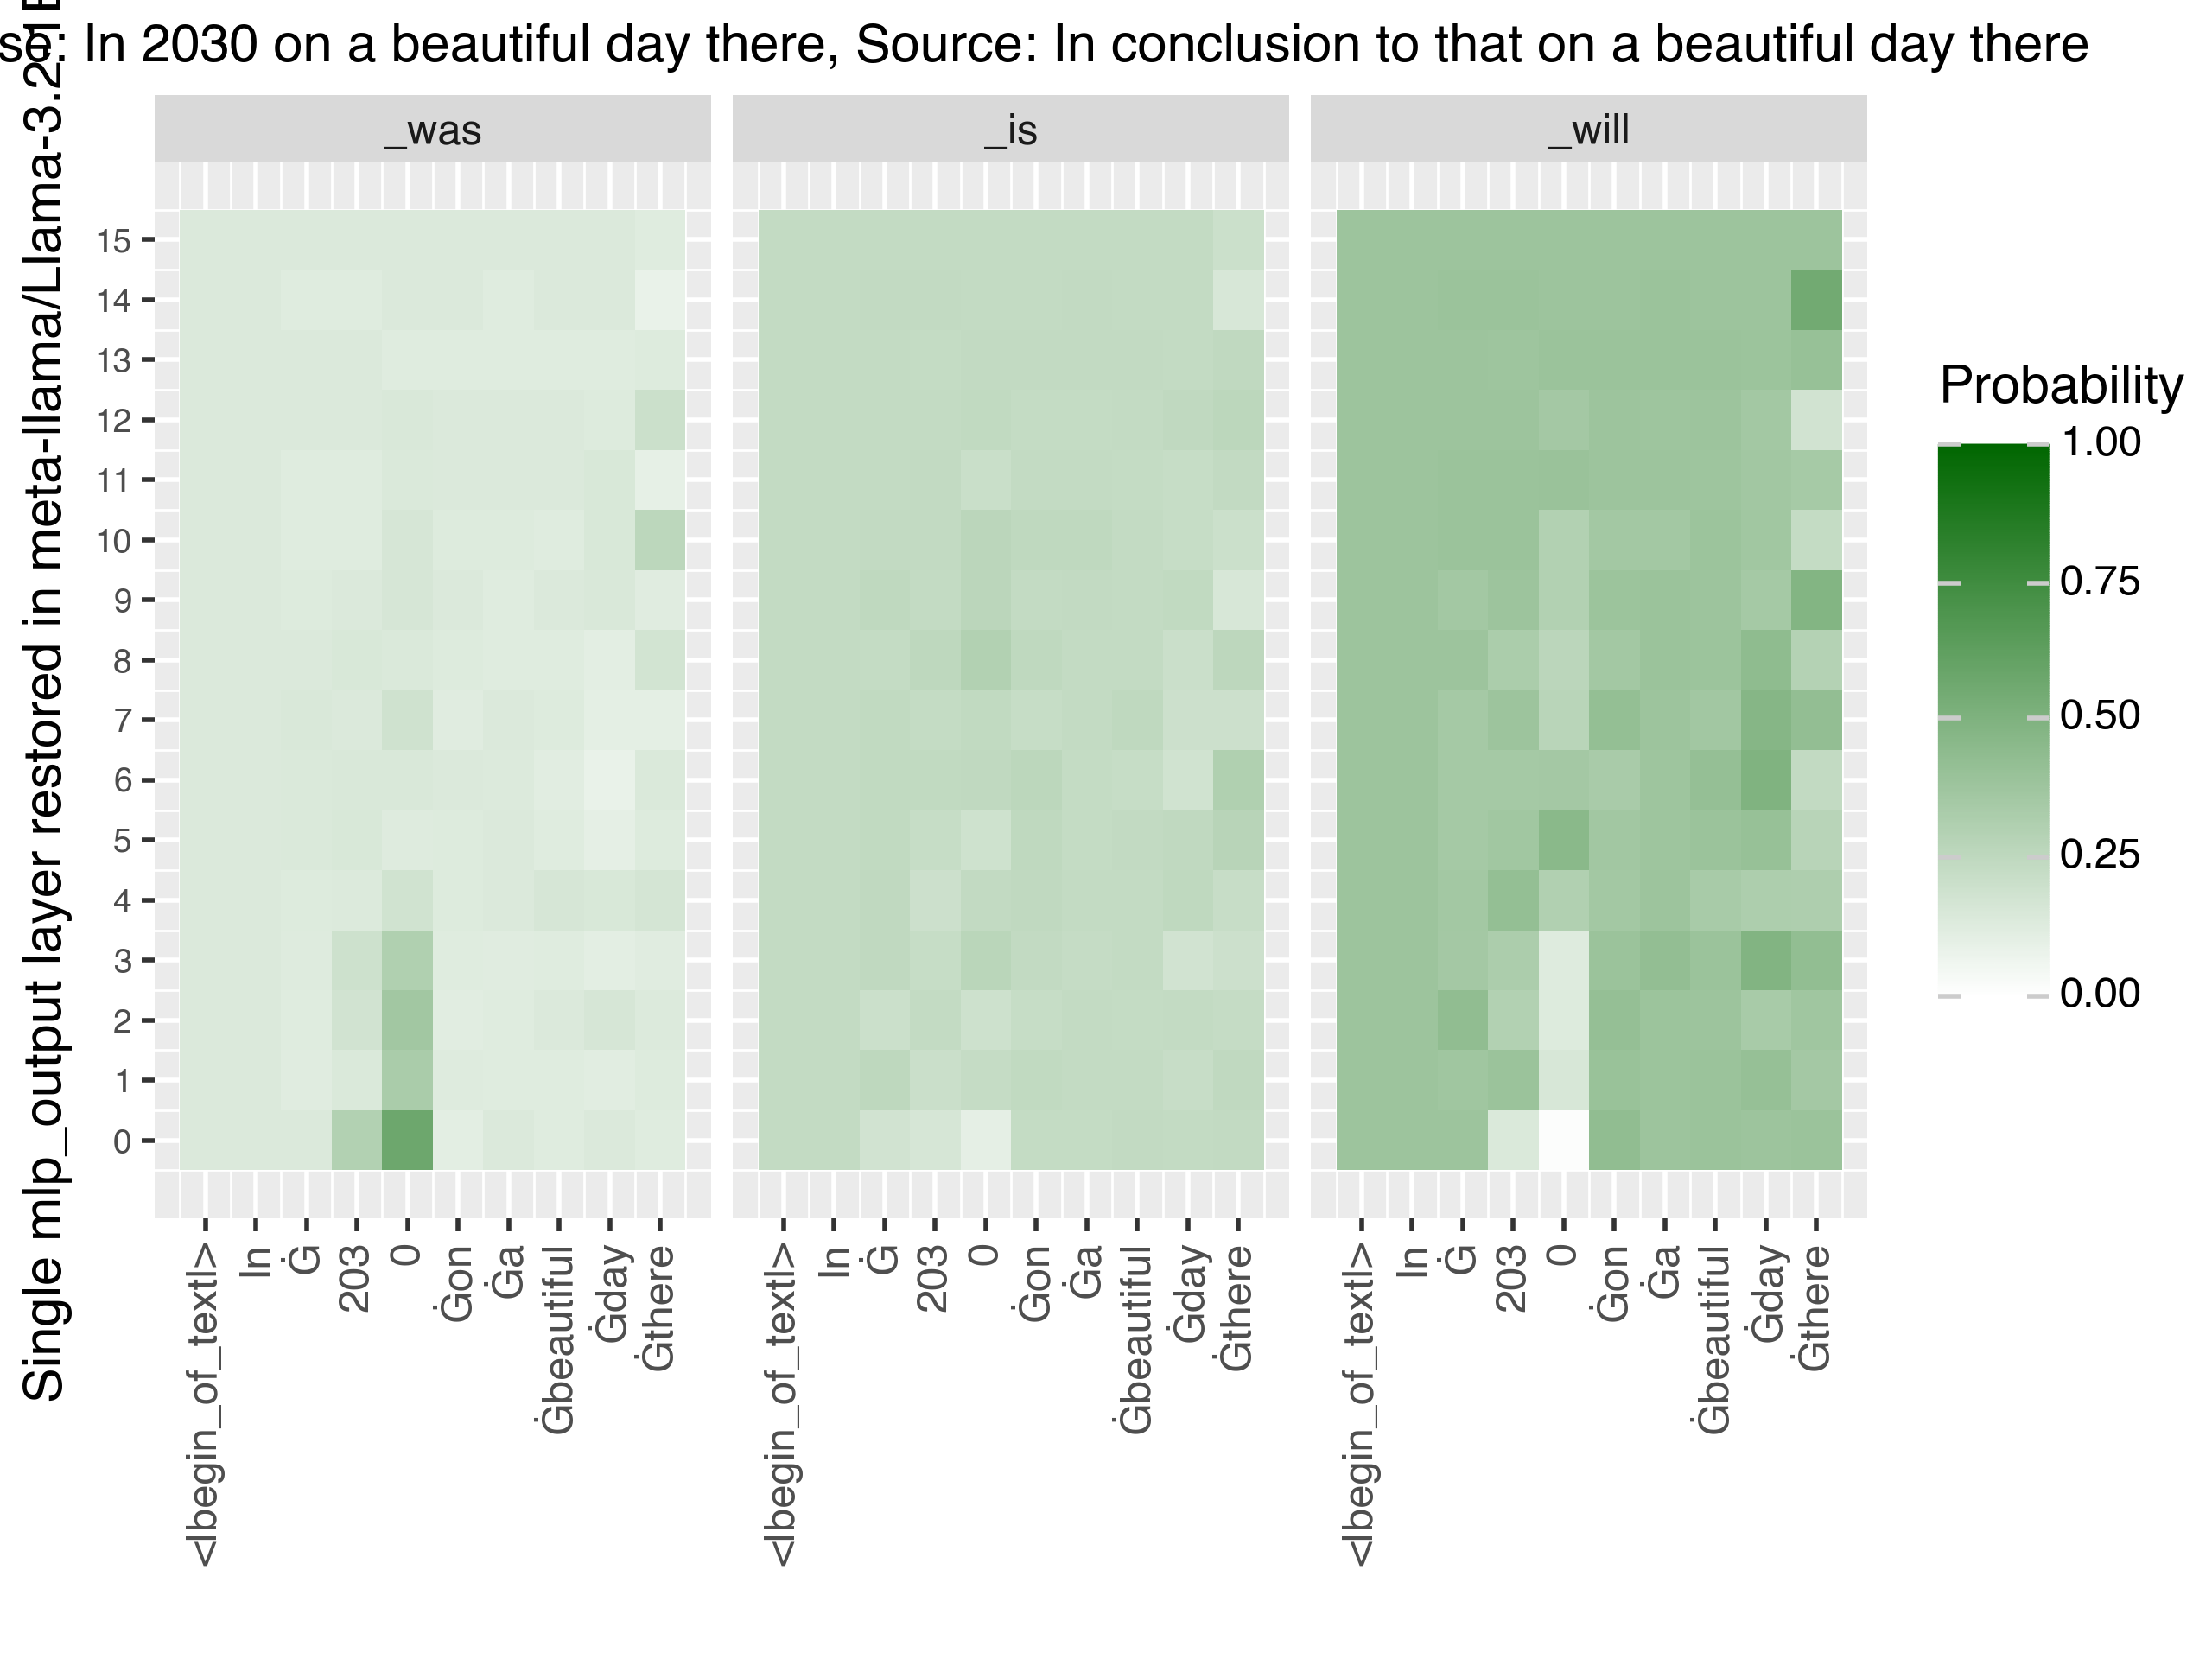 se: In 2030 on a beautiful day there, Source: In conclusion to that on a beautiful day there
Single mlp_output layer restored in meta-llama/Llama-3.2-1B
_was
_is
_will
15
14
13
12
11
10
9
8
7
6
5
4
3
2
1
0
<|begin_of_text|>
In
Ġ
203
0
Ġon
Ġa
Ġbeautiful
Ġday
Ġthere
<|begin_of_text|>
In
Ġ
203
0
Ġon
Ġa
Ġbeautiful
Ġday
Ġthere
<|begin_of_text|>
In
Ġ
203
0
Ġon
Ġa
Ġbeautiful
Ġday
Ġthere
Probability
1.00
0.75
0.50
0.25
0.00